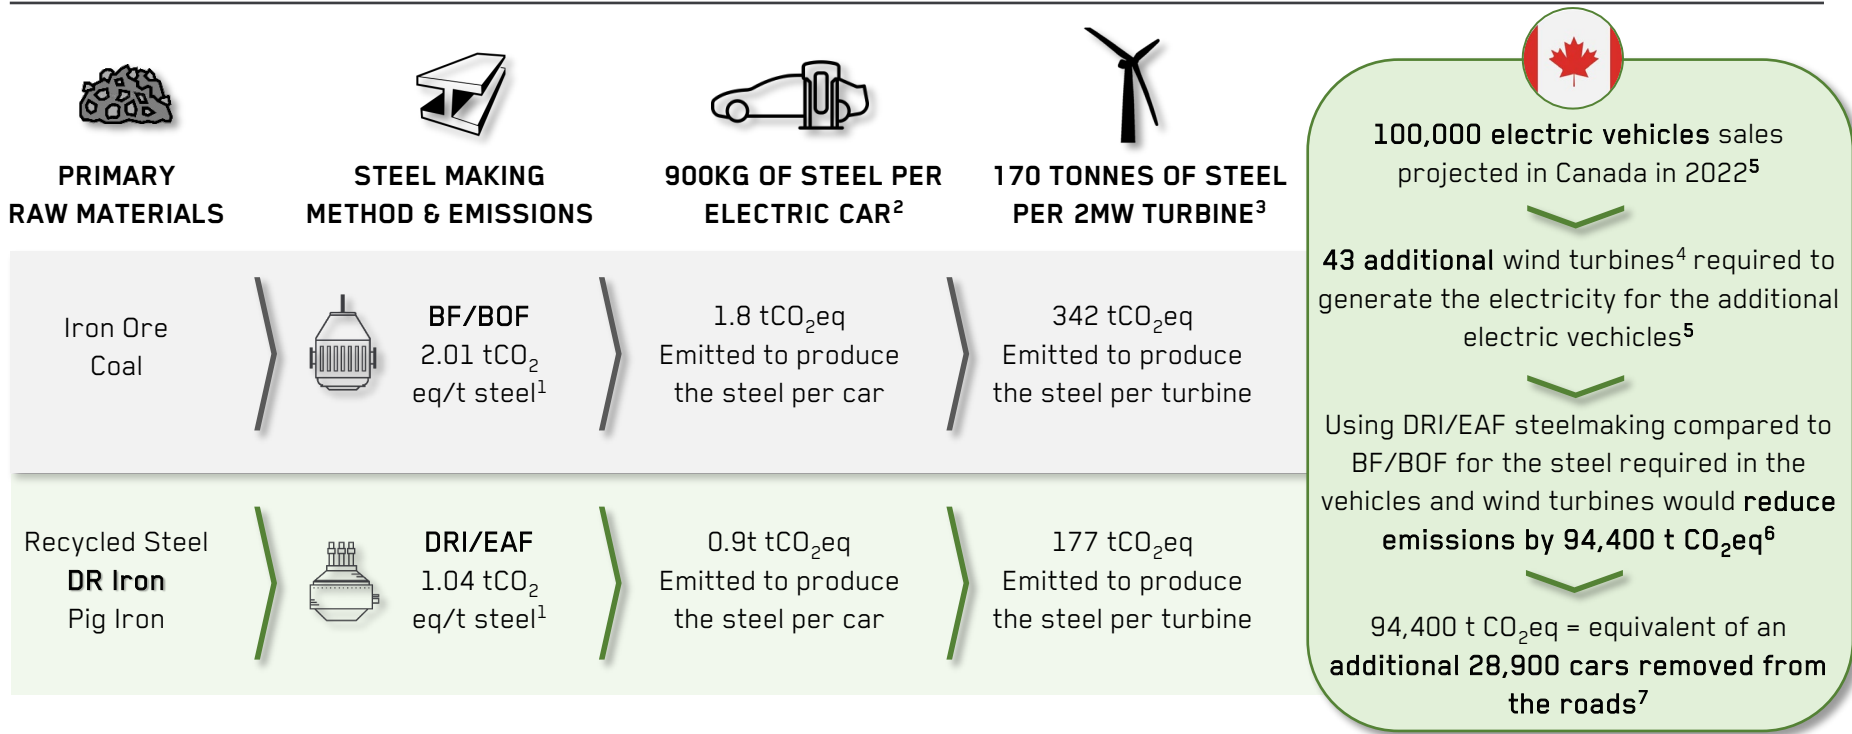 PRIMARY
RAW MATERIALS
STEEL MAKING
METHOD & EMISSIONS
900KG OF STEEL PER
ELECTRIC CAR²
170 TONNES OF STEEL
PER 2MW TURBINE³
Iron Ore
Coal
BF/BOF
2.01 tCO₂
eq/t steel¹
1.8 tCO₂eq
Emitted to produce
the steel per car
342 tCO₂eq
Emitted to produce
the steel per turbine
Recycled Steel
DR Iron
Pig Iron
DRI/EAF
1.04 tCO₂
eq/t steel¹
0.9t tCO₂eq
Emitted to produce
the steel per car
177 tCO₂eq
Emitted to produce
the steel per turbine
100,000 electric vehicles sales
projected in Canada in 2022⁵
43 additional wind turbines⁴ required to
generate the electricity for the additional
electric vechicles⁵
Using DRI/EAF steelmaking compared to
BF/BOF for the steel required in the
vehicles and wind turbines would reduce
emissions by 94,400 t CO₂eq⁶
94,400 t CO₂eq = equivalent of an
additional 28,900 cars removed from
the roads⁷